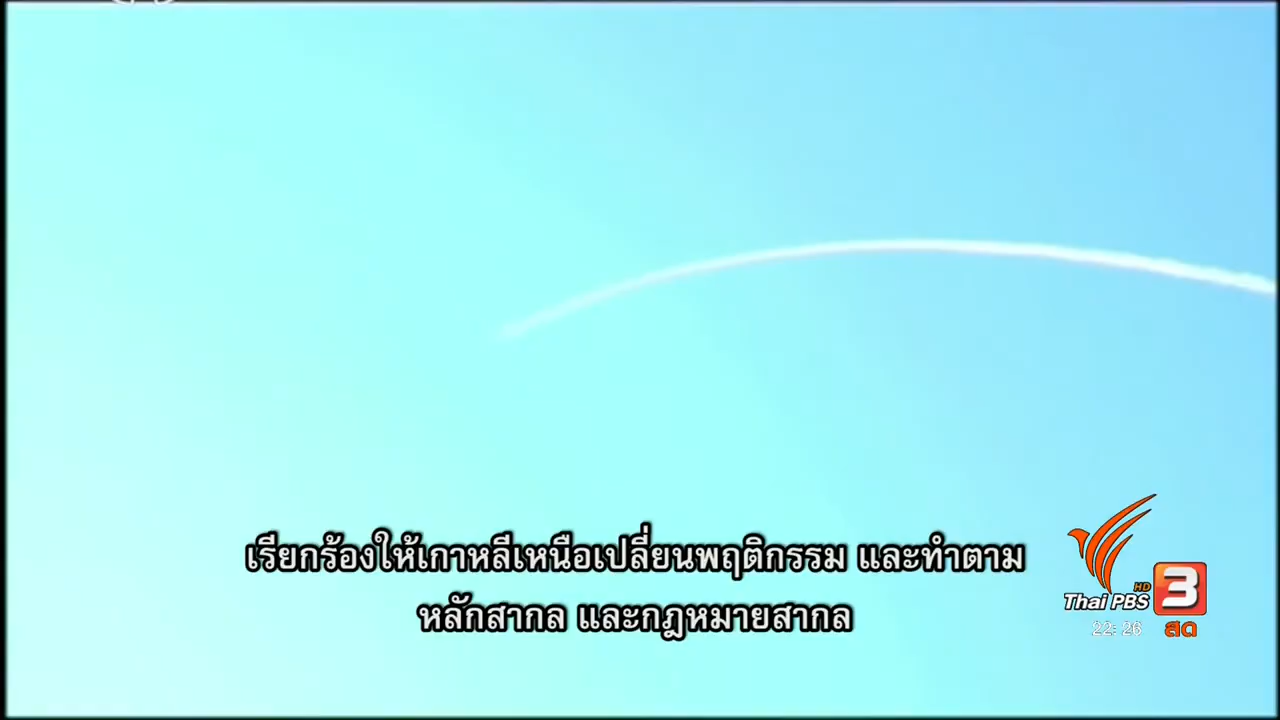 เรียกร้องให้เกาหลีเหนือเปลี่ยนพฤติกรรม และทำตาม
หลักสากล และกฎหมายสากล
HD
Thai PBS 3
22:26 สด